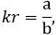 kr = a/b,